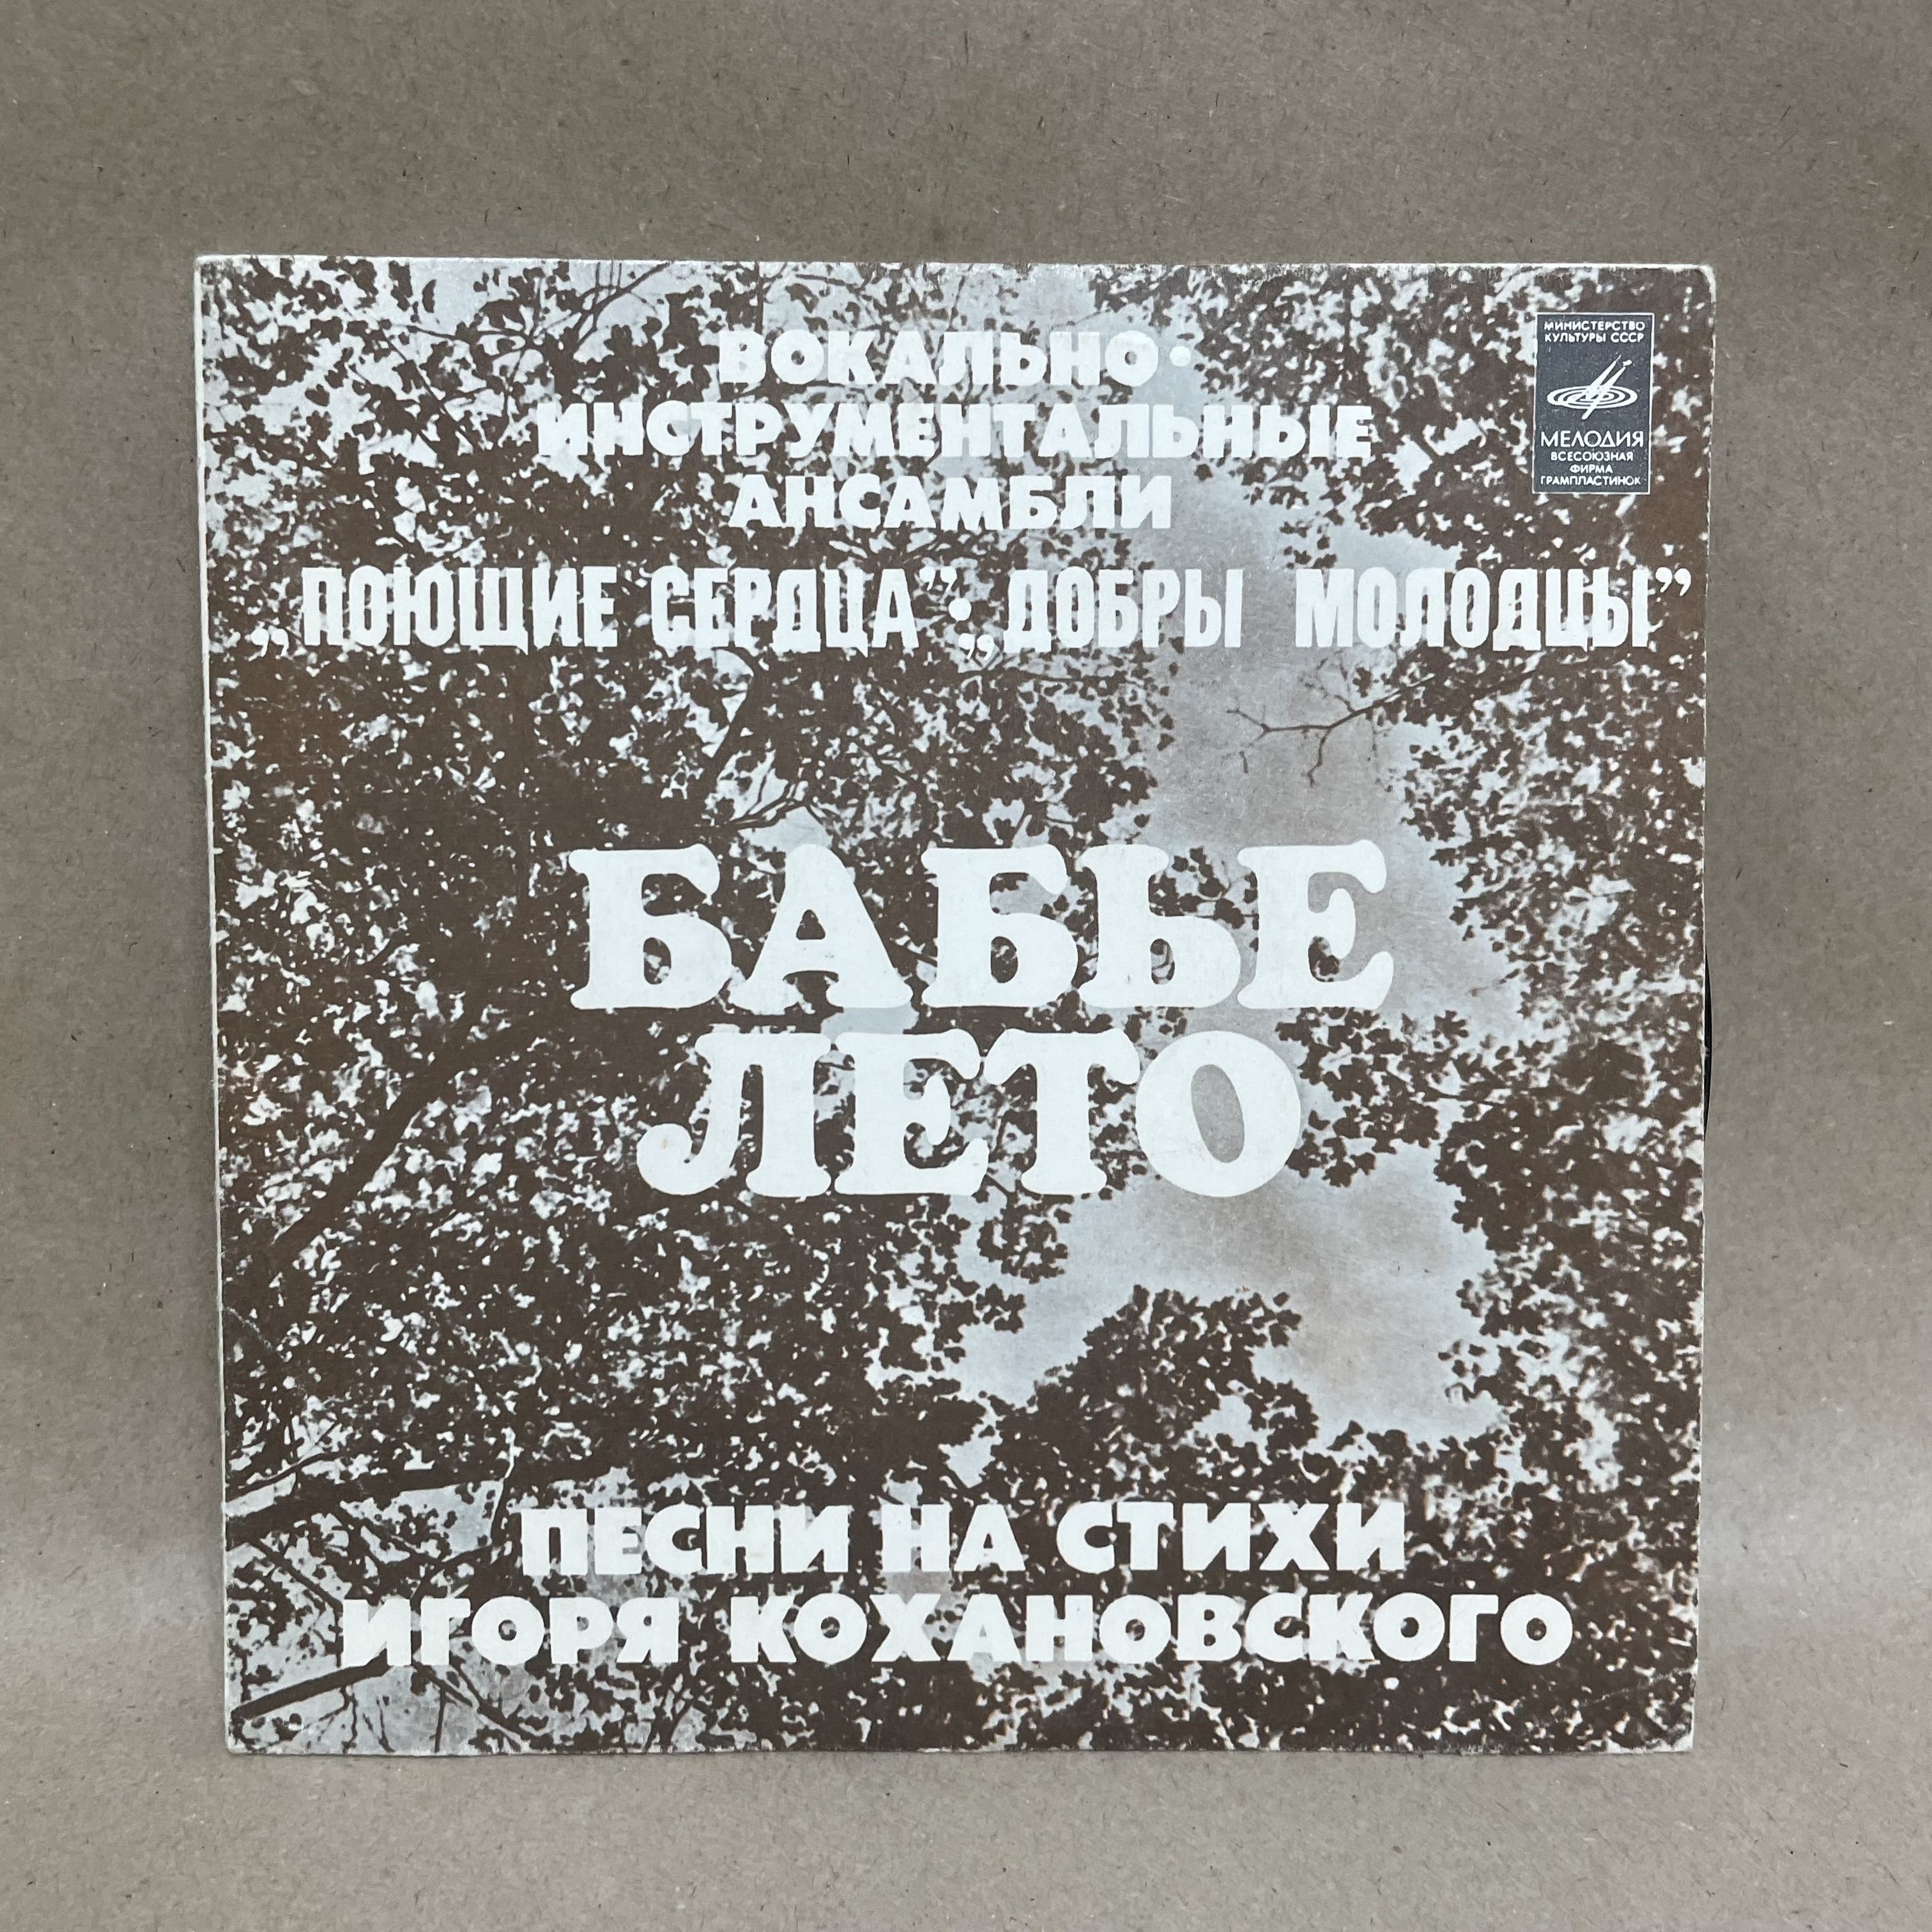 ВОКАЛЬНО-
ИНСТРУМЕНТАЛЬНЫЕ
АНСАМБЛИ
„ПОЮЩИЕ СЕРДЦА” • „ДОБРЫ МОЛОДЦЫ”
МИНИСТЕРСТВО
КУЛЬТУРЫ СССР
МЕЛОДИЯ
ВСЕСОЮЗНАЯ
ФИРМА
ГРАМПЛАСТИНОК
БАБЬЕ
ЛЕТО
ПЕСНИ НА СТИХИ
ИГОРЯ КОХАНОВСКОГО